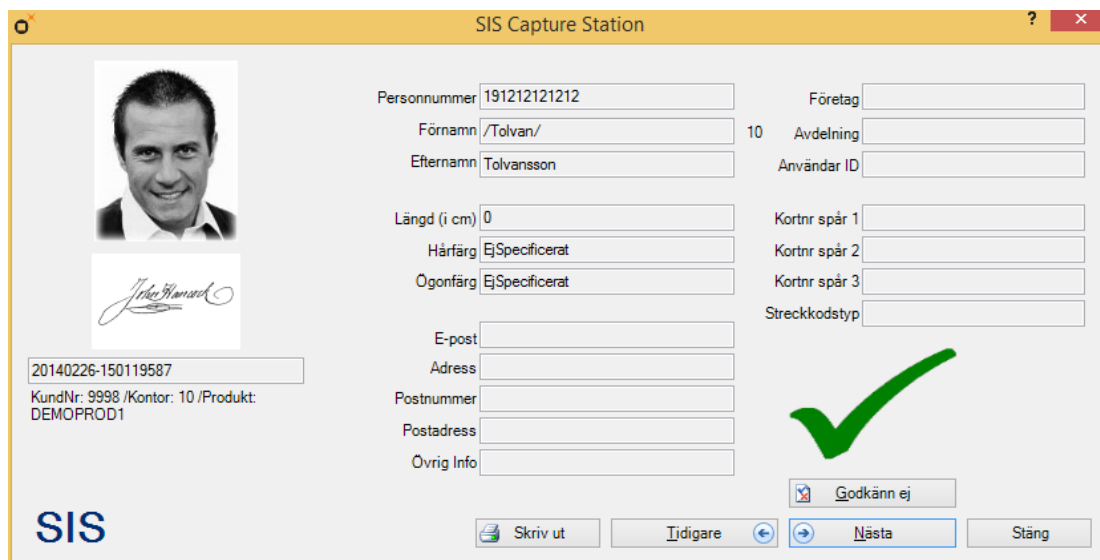 SIS Capture Station
?
Personnummer 191212121212
Förnamn /Tolvan/ 10
Efternamn Tolvansson
Längd (i cm) 0
Hårfärg EjSpecificerat
Ögonfärg EjSpecificerat
E-post
Adress
Postnummer
Postadress
Övrig Info
Företag
Avdelning
Användar ID
Kortnr spår 1
Kortnr spår 2
Kortnr spår 3
Streckkodstyp
John Hancock
20140226-150119587
KundNr: 9998 /Kontor: 10 /Produkt:
DEMOPROD1
Godkänn ej
SIS
Skriv ut
Tidigare
Nästa
Stäng